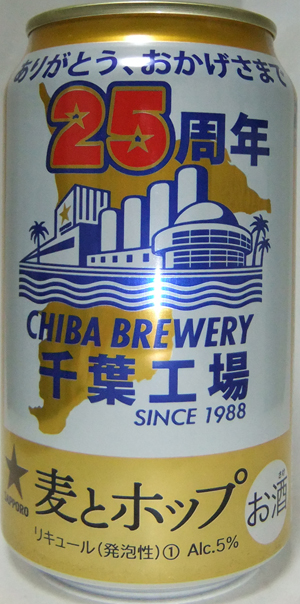 ありがとう、おかげさまで
25周年
CHIBA BREWERY
千葉工場
SINCE 1988
SAPPORO
麦とホップ
お酒
リキュール(発泡性)① Alc.5%